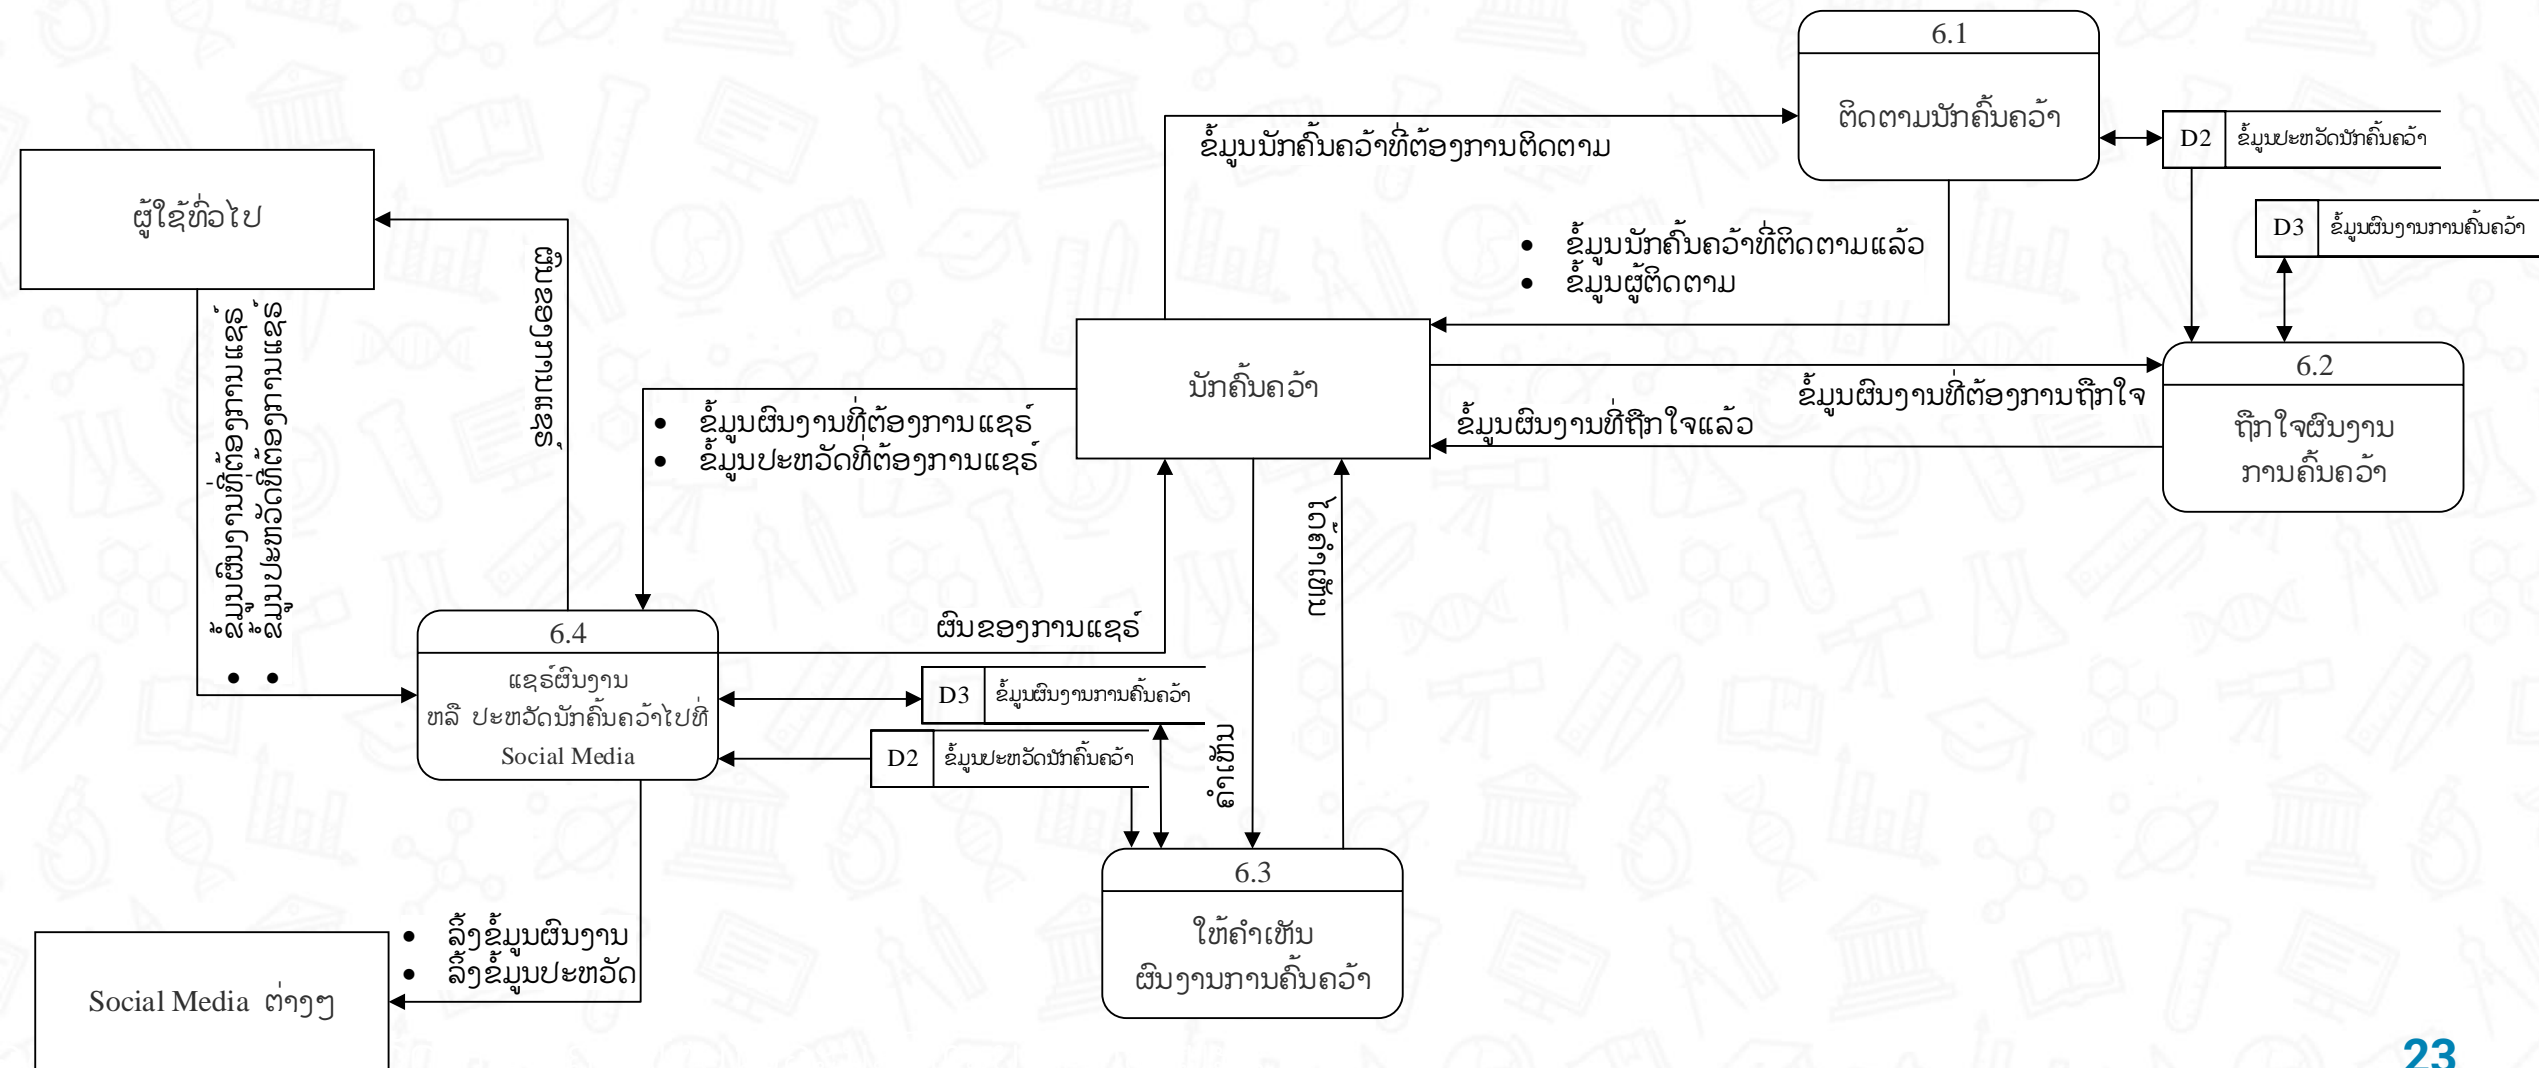 6.1
ຕິດຕາມນັກຄົ້ນຄວ້າ
D2 ຂໍ້ມູນປະຫວັດນັກຄົ້ນຄວ້າ
ຂໍ້ມູນນັກຄົ້ນຄວ້າທີ່ຕ້ອງການຕິດຕາມ
ຜູ້ໃຊ້ທົ່ວໄປ
D3 ຂໍ້ມູນຜົນງານການຄົ້ນຄວ້າ
• ຂໍ້ມູນນັກຄົ້ນຄວ້າທີ່ຕິດຕາມແລ້ວ
• ຂໍ້ມູນຜູ້ຕິດຕາມ
ຜົນຂອງການແຊຣ໌
• ຂໍ້ມູນຜົນງານທີ່ຕ້ອງການແຊຣ໌
• ຂໍ້ມູນປະຫວັດທີ່ຕ້ອງການແຊຣ໌
ນັກຄົ້ນຄວ້າ
6.2
ຖືກໃຈຜົນງານ
ການຄົ້ນຄວ້າ
ຂໍ້ມູນຜົນງານທີ່ຕ້ອງການຖືກໃຈ
ຂໍ້ມູນຜົນງານທີ່ຖືກໃຈແລ້ວ
• ຂໍ້ມູນຜົນງານທີ່ຕ້ອງການແຊຣ໌
• ຂໍ້ມູນປະຫວັດທີ່ຕ້ອງການແຊຣ໌
ໂຕ້ຄໍາເຫັນ
6.4
ແຊຣ໌ຜົນງານ
ຫລື ປະຫວັດນັກຄົ້ນຄວ້າໄປທີ່
Social Media
ຜົນຂອງການແຊຣ໌
D3 ຂໍ້ມູນຜົນງານການຄົ້ນຄວ້າ
D2 ຂໍ້ມູນປະຫວັດນັກຄົ້ນຄວ້າ
ຄໍາເຫັນ
6.3
ໃຫ້ຄໍາເຫັນ
ຜົນງານການຄົ້ນຄວ້າ
• ລິ້ງຂໍ້ມູນຜົນງານ
• ລິ້ງຂໍ້ມູນປະຫວັດ
Social Media ຕ່າງໆ
23